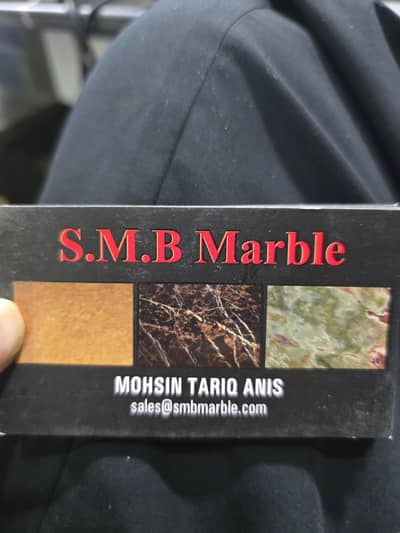 S.M.B Marble
MOHSIN TARIQ ANIS
sales@smbmarble.com